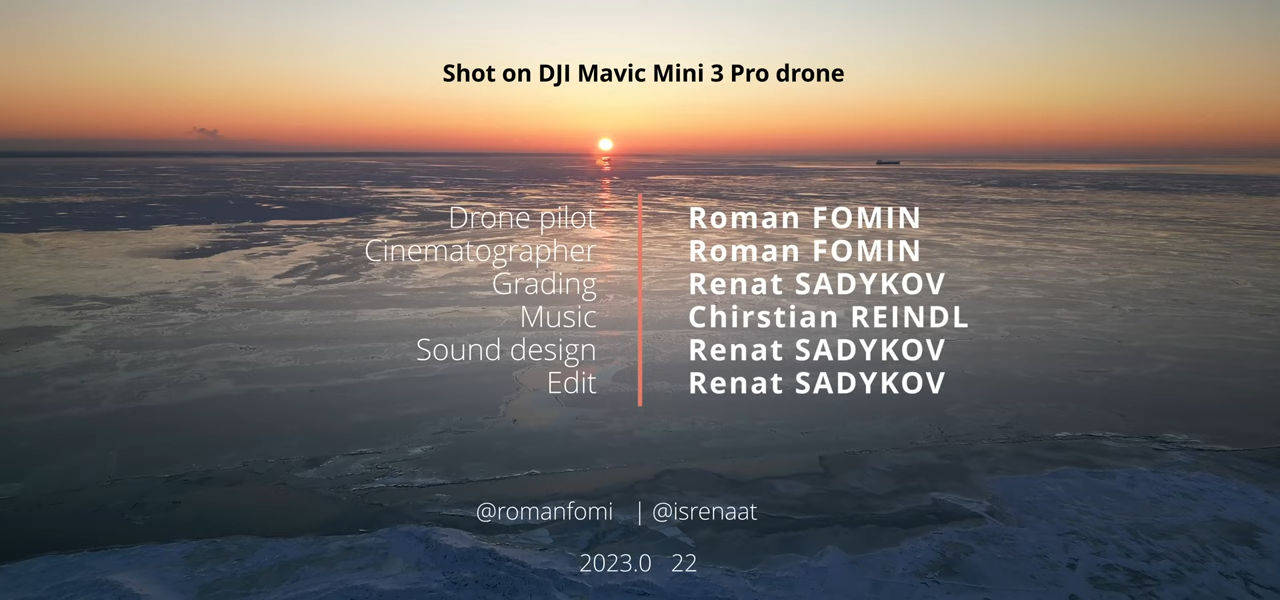 Shot on DJI Mavic Mini 3 Pro drone
Drone pilot Roman FOMIN
Cinematographer Roman FOMIN
Grading Renat SADYKOV
Music Chirstian REINDL
Sound design Renat SADYKOV
Edit Renat SADYKOV
@romanfomi | @isrenaat
2023.0 22